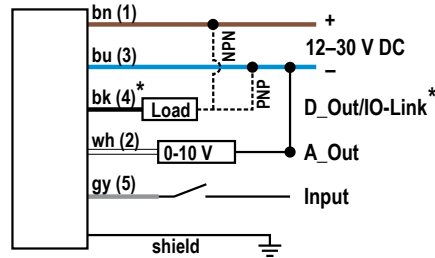 bn (1) +
NPN
12–30 V DC
bu (3) –
bk (4)* Load PNP D_Out/IO-Link*
wh (2) 0-10 V A_Out
gy (5) Input
shield